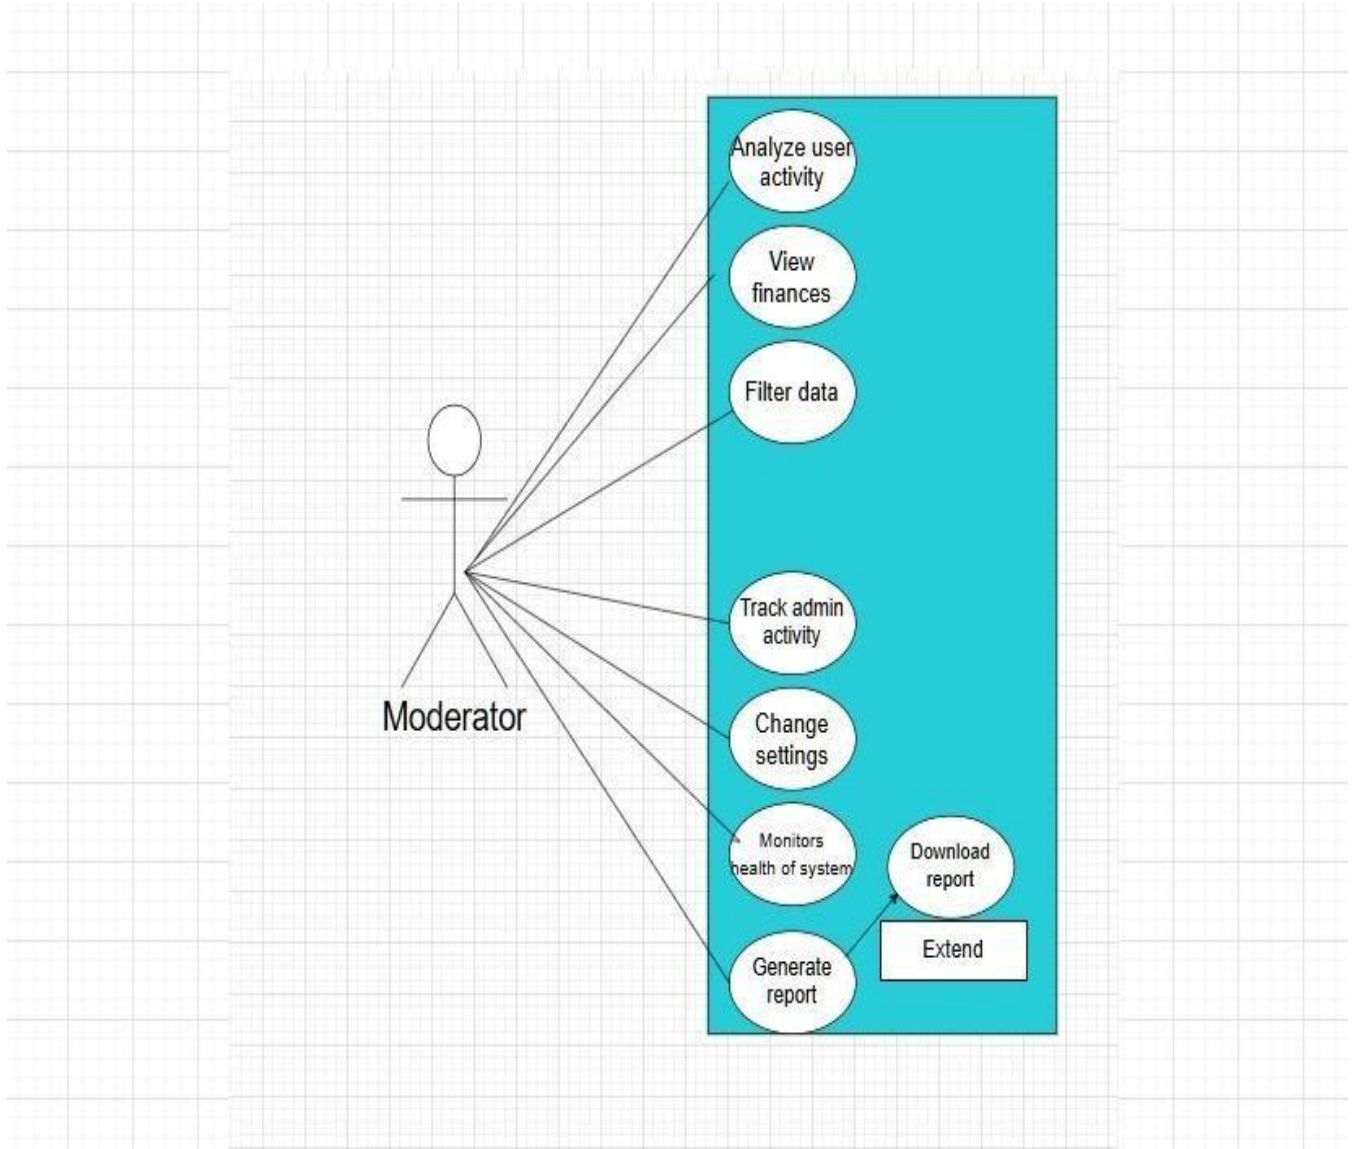 Analyze user
activity
View
finances
Filter data
Track admin
activity
Moderator
Change
settings
Monitors
health of system
Download
report
Extend
Generate
report